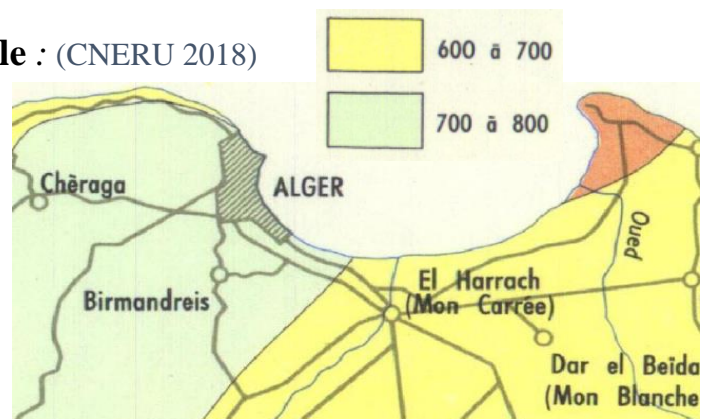 le : (CNERU 2018)
600 à 700
700 à 800
Chèraga
ALGER
Birmandreis
El Harrach
(Mon Carrée)
Oued
Dar el Beïda
(Mon Blanche